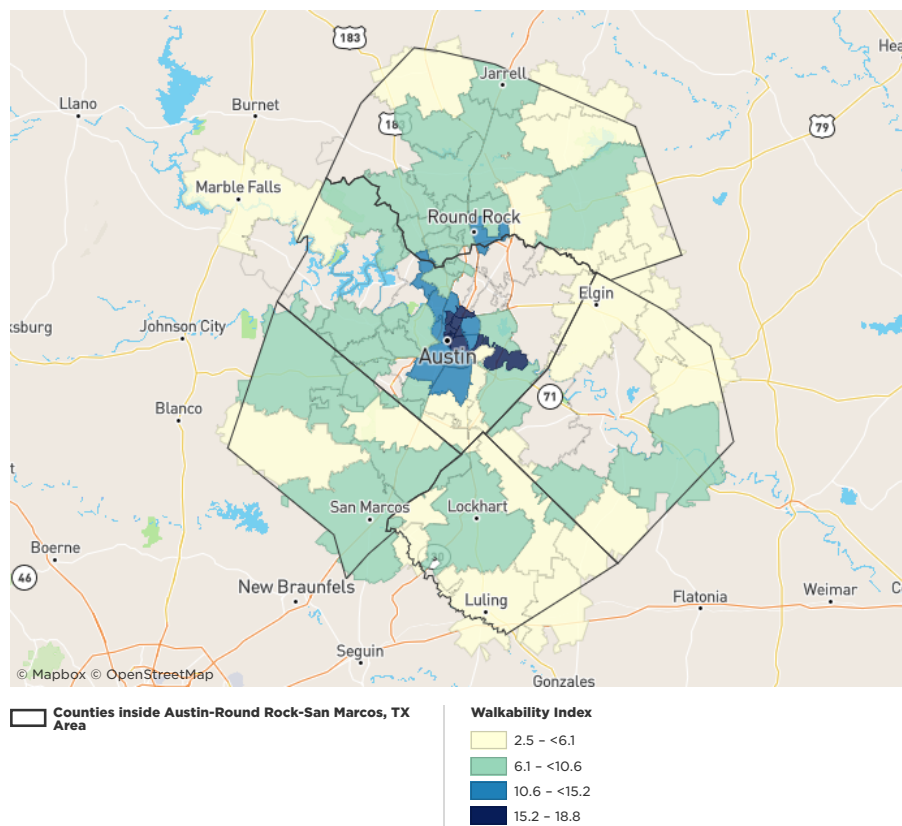 183
Jarrell
Hea
Llano
Burnet
183
79
Marble Falls
Round Rock
Elgin
ksburg
Johnson City
Austin
71
Blanco
San Marcos
Lockhart
Boerne
46
New Braunfels
Luling
Flatonia
Weimar
C
Seguin
© Mapbox © OpenStreetMap
Gonzales
Counties inside Austin-Round Rock-San Marcos, TX
Area
Walkability Index
2.5 – <6.1
6.1 – <10.6
10.6 – <15.2
15.2 – 18.8